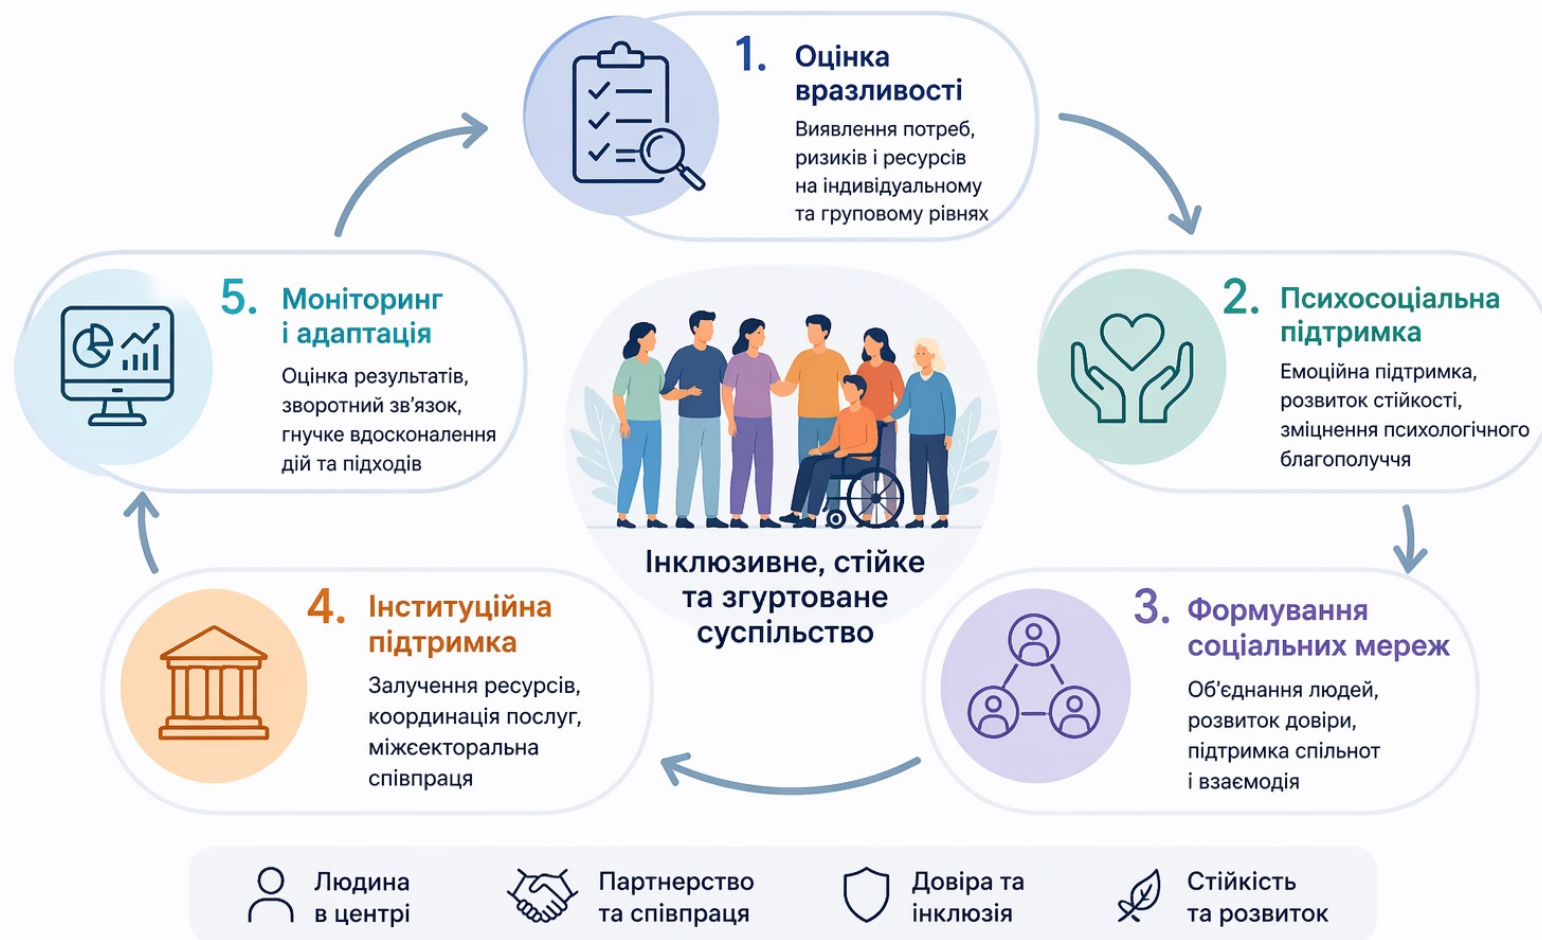 1. Оцінка
вразливості
Виявлення потреб,
ризиків і ресурсів
на індивідуальному
та груповому рівнях
2. Психосоціальна
підтримка
Емоційна підтримка,
розвиток стійкості,
зміцнення психологічного
благополуччя
3. Формування
соціальних мереж
Об'єднання людей,
розвиток довіри,
підтримка спільнот
і взаємодія
4. Інституційна
підтримка
Залучення ресурсів,
координація послуг,
міжсекторальна
співпраця
5. Моніторинг
і адаптація
Оцінка результатів,
зворотний зв'язок,
гнучке вдосконалення
дій та підходів
Інклюзивне, стійке
та згуртоване
суспільство
Людина
в центрі
Партнерство
та співпраця
Довіра та
інклюзія
Стійкість
та розвиток